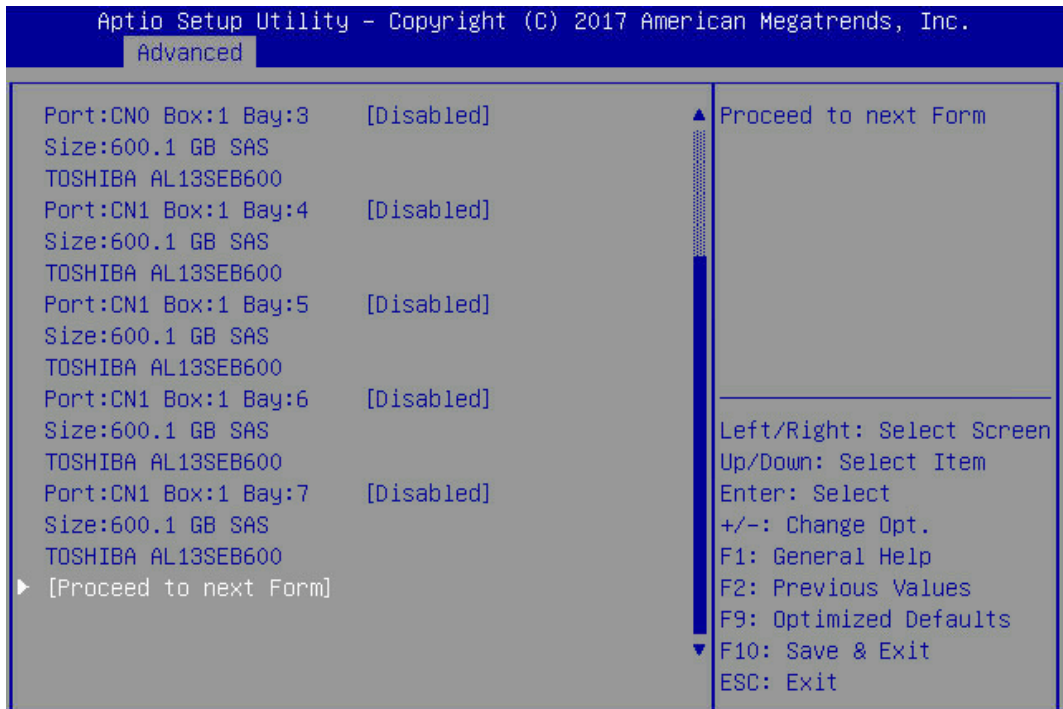 Aptio Setup Utility – Copyright (C) 2017 American Megatrends, Inc.
Advanced
Port:CN0 Box:1 Bay:3 [Disabled]
Size:600.1 GB SAS
TOSHIBA AL13SEB600
Port:CN1 Box:1 Bay:4 [Disabled]
Size:600.1 GB SAS
TOSHIBA AL13SEB600
Port:CN1 Box:1 Bay:5 [Disabled]
Size:600.1 GB SAS
TOSHIBA AL13SEB600
Port:CN1 Box:1 Bay:6 [Disabled]
Size:600.1 GB SAS
TOSHIBA AL13SEB600
Port:CN1 Box:1 Bay:7 [Disabled]
Size:600.1 GB SAS
TOSHIBA AL13SEB600
[Proceed to next Form]
Proceed to next Form
Left/Right: Select Screen
Up/Down: Select Item
Enter: Select
+/-: Change Opt.
F1: General Help
F2: Previous Values
F9: Optimized Defaults
F10: Save & Exit
ESC: Exit